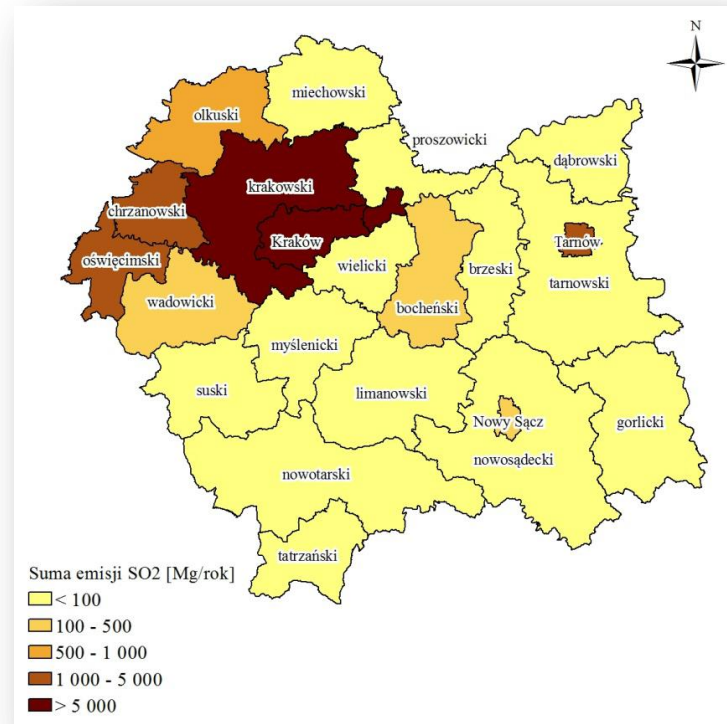 N
miechowski
olkuski
proszowicki
dąbrowski
krakowski
chrzanowski
Kraków
Tarnów
oświęcimski
wielicki
brzeski
tarnowski
wadowicki
bocheński
myślenicki
suski
limanowski
Nowy Sącz
gorlicki
nowosądecki
nowotarski
tatrzański
Suma emisji SO2 [Mg/rok]
< 100
100 - 500
500 - 1 000
1 000 - 5 000
> 5 000